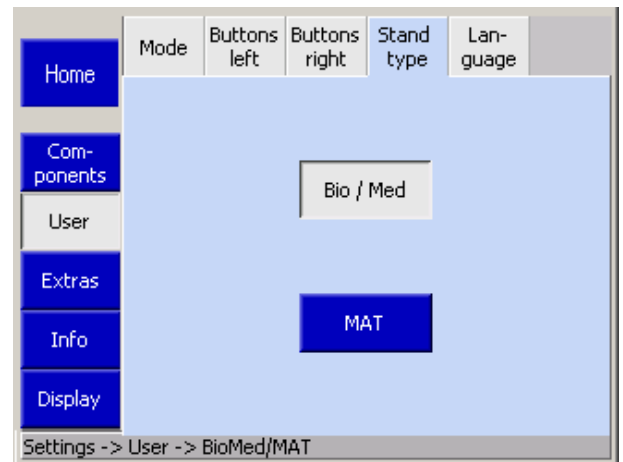 Home
Mode
Buttons
left
Buttons
right
Stand
type
Lan-
guage
Com-
ponents
User
Extras
Info
Display
Bio / Med
MAT
Settings -> User -> BioMed/MAT